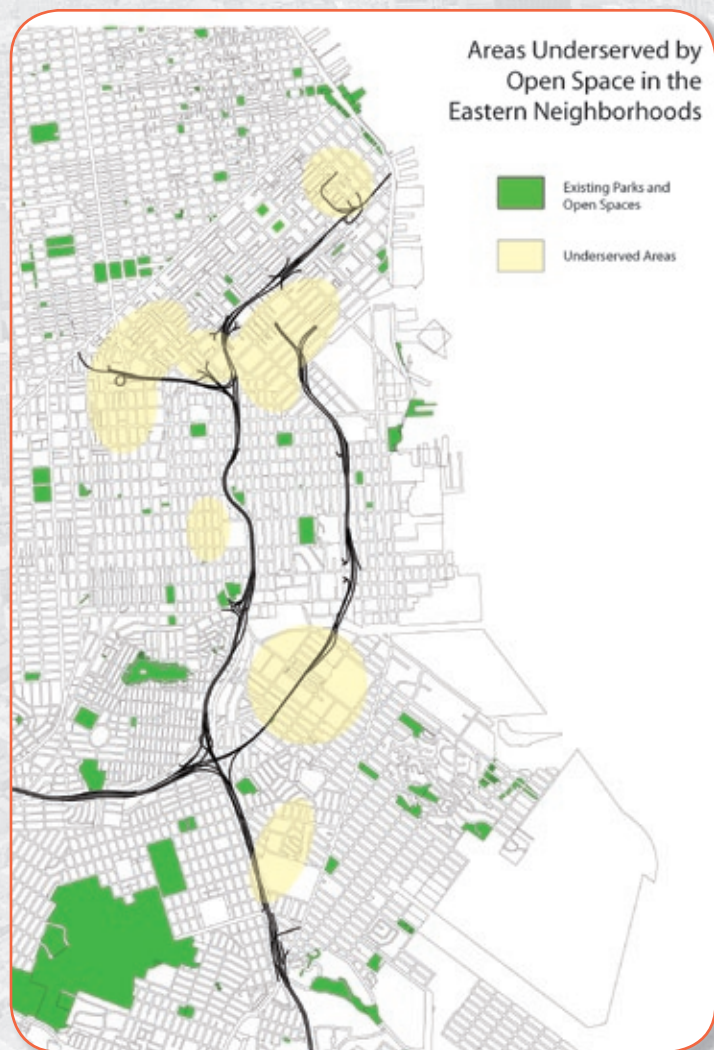 Areas Underserved by
Open Space in the
Eastern Neighborhoods
Existing Parks and
Open Spaces
Underserved Areas